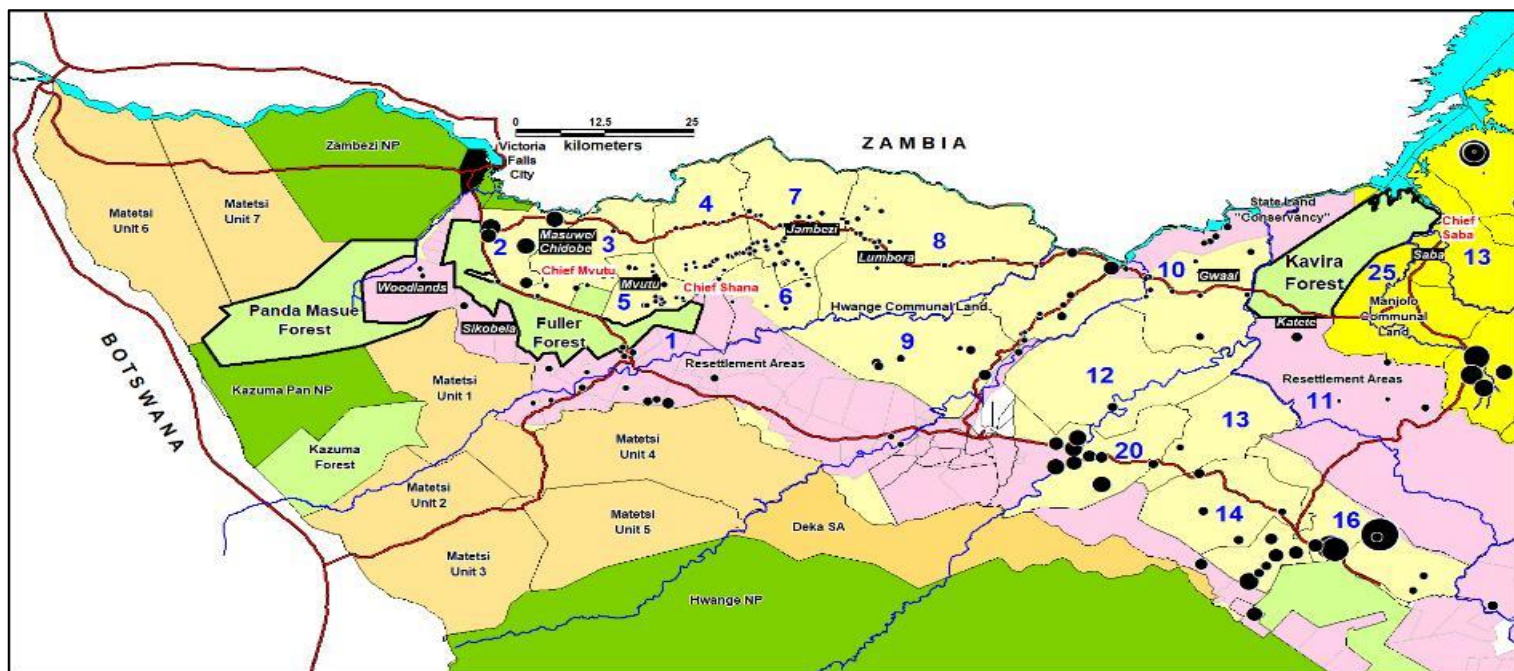 0 12.5 25
kilometers
ZAMBIA
Zambezi NP
Victoria
Falls
City
Matetsi
Unit 6
Matetsi
Unit 7
4
7
State Land
"Conservancy"
Chief
Saba
2
Masuwe/
Chidobe
3
Jambezi
8
Lumbora
10
Gwaai
Kavira
Forest
Saba
13
25
Manjolo
Communal
Land
Chief Mvutu
Mvutu
5
Chief Shana
6
Woodlands
Panda Masue
Forest
Sikobela
Fuller
Forest
1
Hwange Communal Land
9
Katete
BOTSWANA
Kazuma Pan NP
Matetsi
Unit 1
Resettlement Areas
12
Resettlement Areas
11
Kazuma
Forest
Matetsi
Unit 4
13
20
Matetsi
Unit 2
Matetsi
Unit 5
Deka SA
14
16
Matetsi
Unit 3
Hwange NP